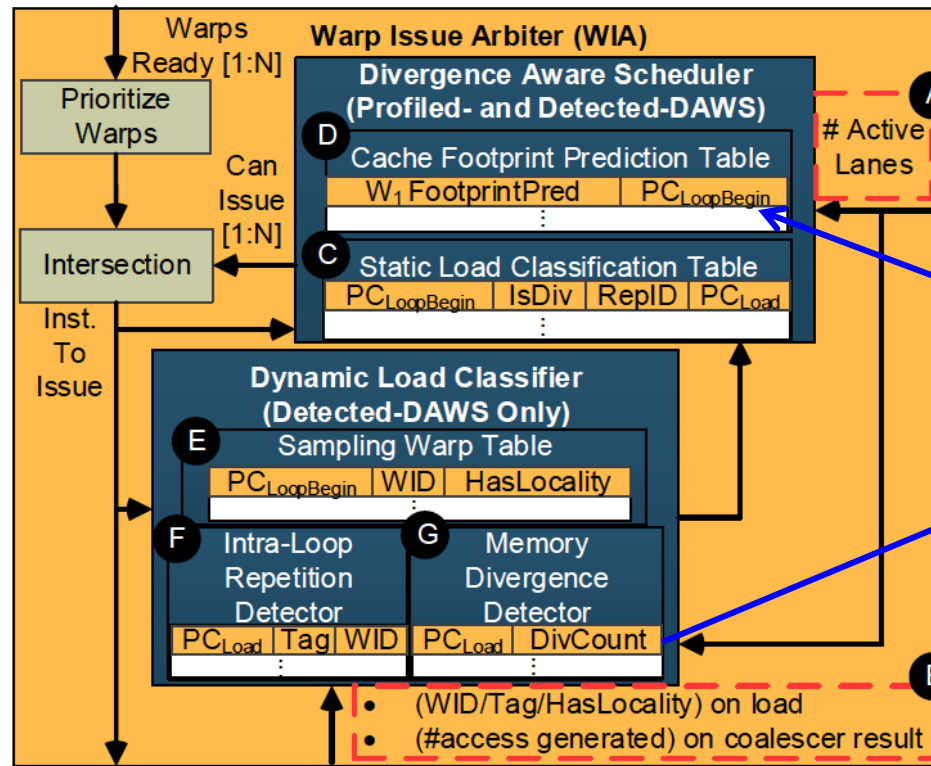 Warps
Ready [1:N]
Warp Issue Arbiter (WIA)
Prioritize
Warps
Divergence Aware Scheduler
(Profiled- and Detected-DAWS)
A
# Active
Lanes
D
Cache Footprint Prediction Table
W1 FootprintPred PCLoopBegin
⋮
Can
Issue
[1:N]
Intersection
C
Static Load Classification Table
PCLoopBegin IsDiv RepID PCLoad
⋮
Inst.
To
Issue
Dynamic Load Classifier
(Detected-DAWS Only)
E
Sampling Warp Table
PCLoopBegin WID HasLocality
⋮
F
Intra-Loop
Repetition
Detector
PCLoad Tag WID
⋮
G
Memory
Divergence
Detector
PCLoad DivCount
⋮
• (WID/Tag/HasLocality) on load
• (#access generated) on coalescer result